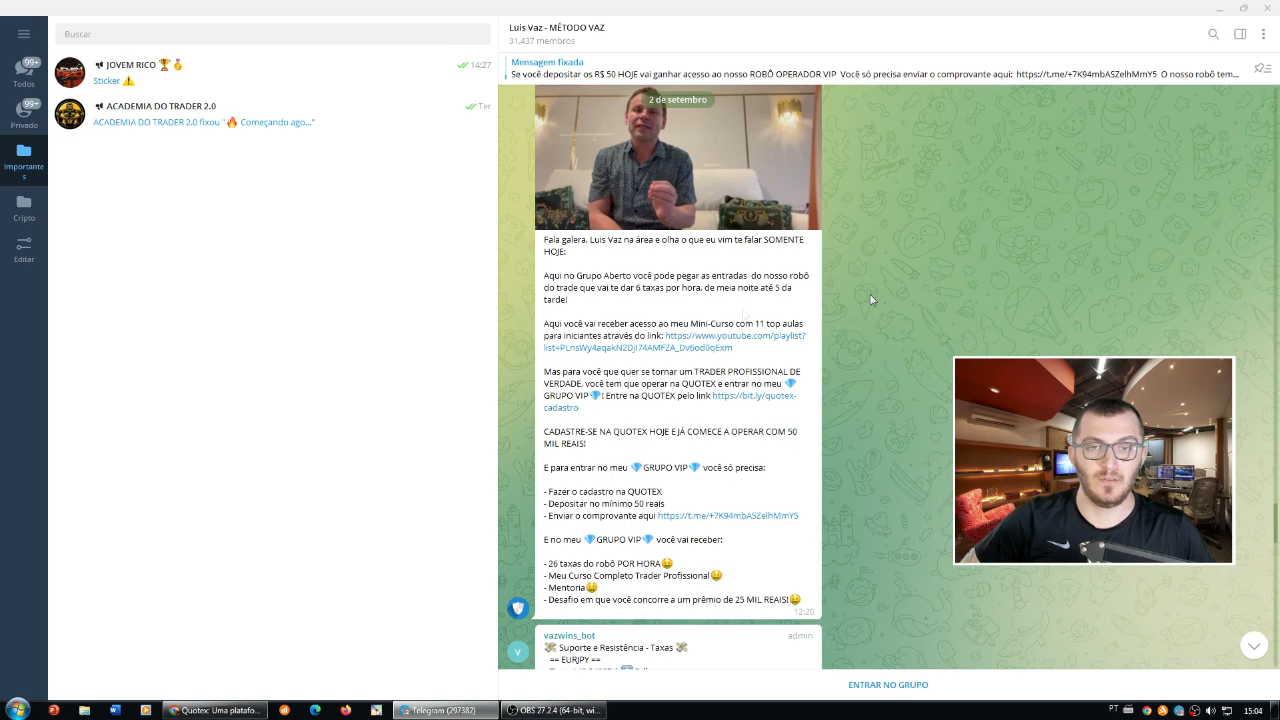 Buscar
99+
Todos
99+
Privado
Importante
s
Cripto
Editar
JOVEM RICO
14:27
Sticker
ACADEMIA DO TRADER 2.0
Ter
ACADEMIA DO TRADER 2.0 fixou "🔥 Começando ago..."
Luis Vaz - MÉTODO VAZ
31,437 membros
Mensagem fixada
Se você depositar os R$ 50 HOJE vai ganhar acesso ao nosso ROBÔ OPERADOR VIP Você só precisa enviar o comprovante aqui: https://t.me/+7K94mbASZelhMmY5 O nosso robô tem...
2 de setembro
Fala galera, Luis Vaz na área e olha o que eu vim te falar SOMENTE
HOJE:
Aqui no Grupo Aberto você pode pegar as entradas do nosso robô
do trade que vai te dar 6 taxas por hora, de meia noite até 5 da
tarde!
Aqui você vai receber acesso ao meu Mini-Curso com 11 top aulas
para iniciantes através do link: https://www.youtube.com/playlist?
list=PLnsWy4aqakN2DjI74AMFZA_Dv6od0qExm
Mas para você que quer se tornar um TRADER PROFISSIONAL DE
VERDADE, você tem que operar na QUOTEX e entrar no meu 💎
GRUPO VIP💎! Entre na QUOTEX pelo link https://bit.ly/quotex-
cadastro
CADASTRE-SE NA QUOTEX HOJE E JÁ COMECE A OPERAR COM 50
MIL REAIS!
E para entrar no meu 💎GRUPO VIP💎 você só precisa:
- Fazer o cadastro na QUOTEX
- Depositar no mínimo 50 reais
- Enviar o comprovante aqui https://t.me/+7K94mbASZelhMmY5
E no meu 💎GRUPO VIP💎 você vai receber:
- 26 taxas do robô POR HORA🤑
- Meu Curso Completo Trader Profissional🤑
- Mentoria🤑
- Desafio em que você concorre a um prêmio de 25 MIL REAIS!🤑
12:20
V
vazwins_bot
admin
💸 Suporte e Resistência - Taxas 💸
== EURJPY ==
ENTRAR NO GRUPO
Quotex: Uma platafo...
Telegram (297382)
OBS 27.2.4 (64-bit, wi...
PT
15:04